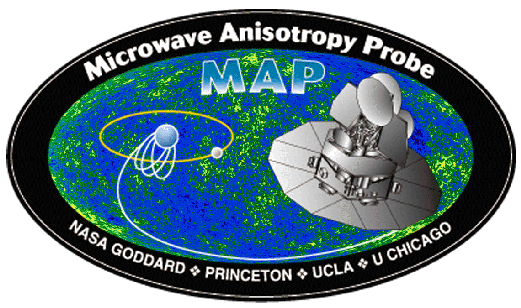 Microwave Anisotropy Probe
MAP
NASA GODDARD ❖ PRINCETON ❖ UCLA ❖ U CHICAGO